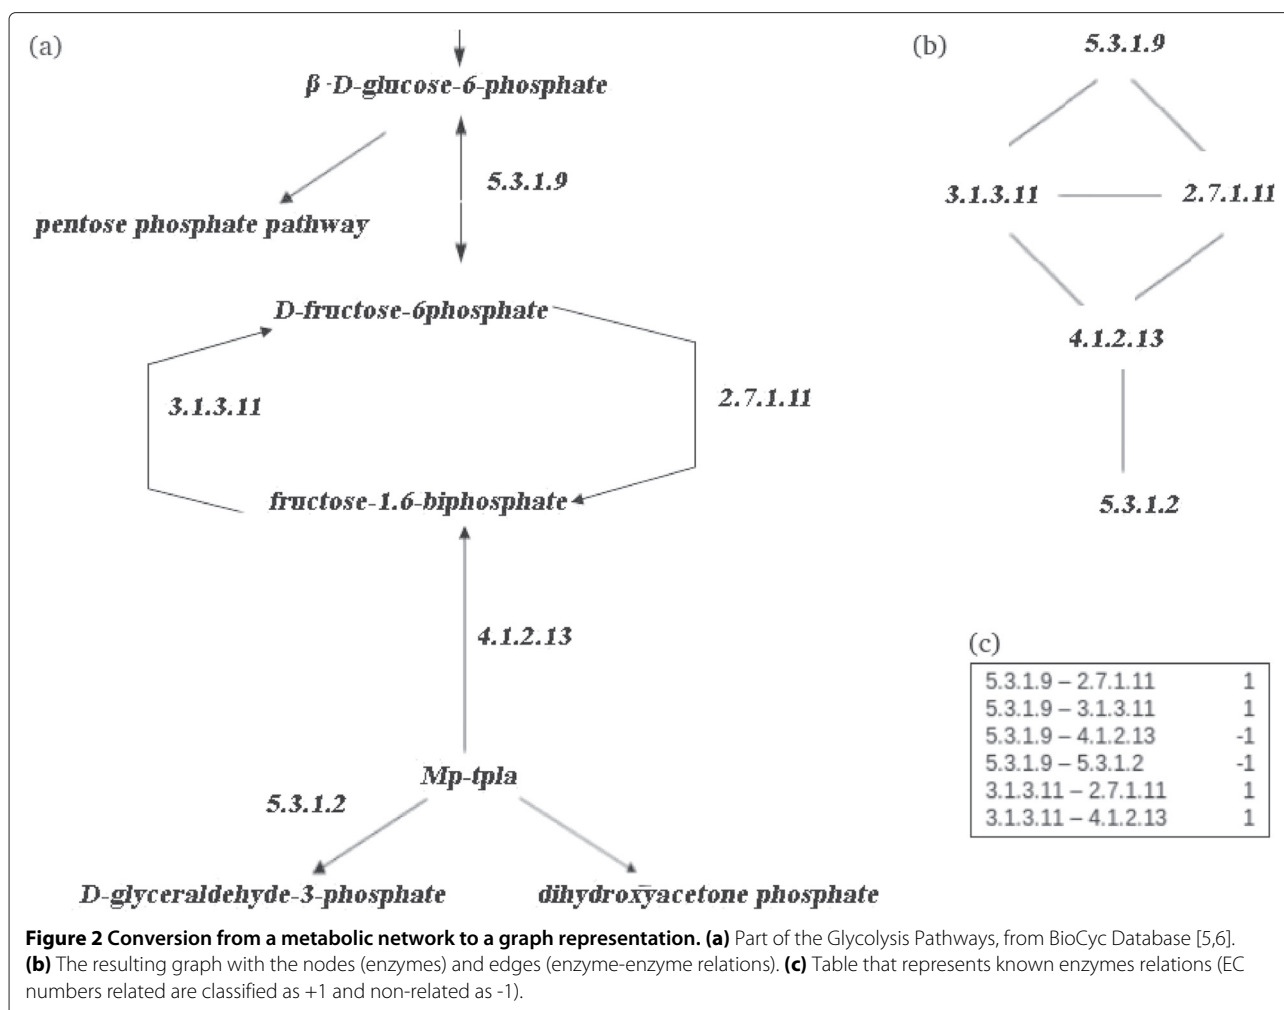 (a)
β-D-glucose-6-phosphate
5.3.1.9
pentose phosphate pathway
D-fructose-6phosphate
3.1.3.11
2.7.1.11
fructose-1.6-biphosphate
4.1.2.13
Mp-tpla
5.3.1.2
D-glyceraldehyde-3-phosphate
dihydroxyacetone phosphate
(b)
5.3.1.9
3.1.3.11 2.7.1.11
4.1.2.13
5.3.1.2
(c)
5.3.1.9 – 2.7.1.11 1
5.3.1.9 – 3.1.3.11 1
5.3.1.9 – 4.1.2.13 -1
5.3.1.9 – 5.3.1.2 -1
3.1.3.11 – 2.7.1.11 1
3.1.3.11 – 4.1.2.13 1
Figure 2 Conversion from a metabolic network to a graph representation. (a) Part of the Glycolysis Pathways, from BioCyc Database [5,6].
(b) The resulting graph with the nodes (enzymes) and edges (enzyme-enzyme relations). (c) Table that represents known enzymes relations (EC
numbers related are classified as +1 and non-related as -1).